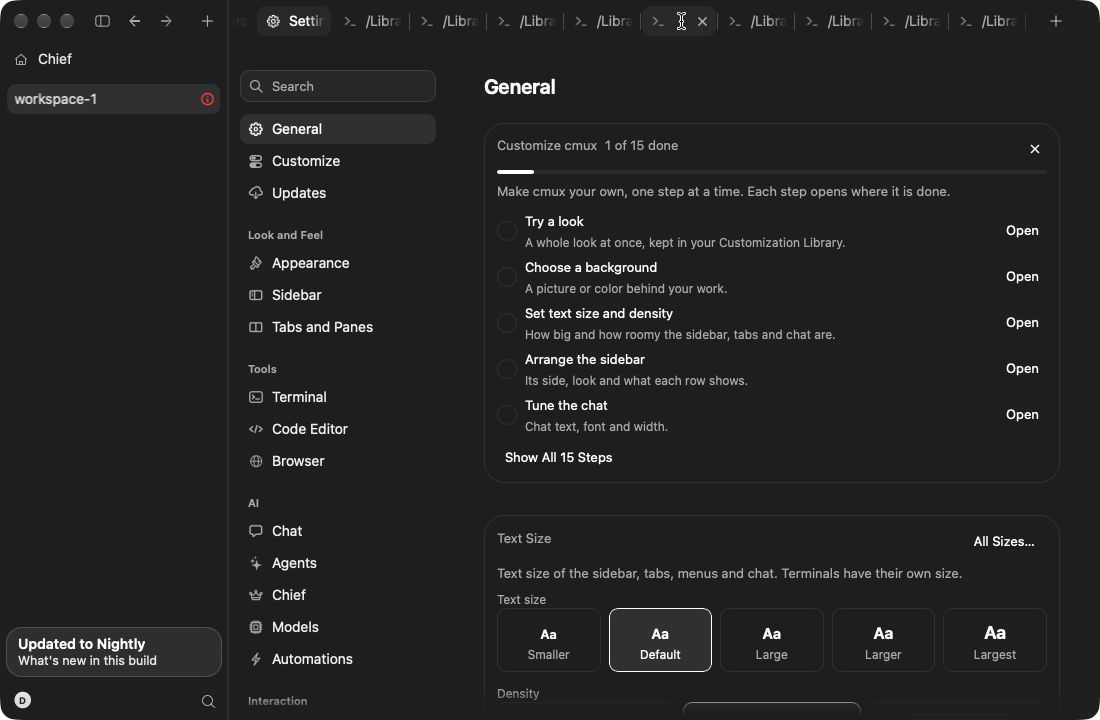 Chief
workspace-1
Updated to Nightly
What's new in this build
D
Settin
/Libra
/Libra
/Libra
/Libra
/Libra
/Libra
/Libra
/Libra
Search
General
Customize
Updates
Look and Feel
Appearance
Sidebar
Tabs and Panes
Tools
Terminal
Code Editor
Browser
AI
Chat
Agents
Chief
Models
Automations
Interaction
General
Customize cmux 1 of 15 done
Make cmux your own, one step at a time. Each step opens where it is done.
Try a look
A whole look at once, kept in your Customization Library.
Open
Choose a background
A picture or color behind your work.
Open
Set text size and density
How big and how roomy the sidebar, tabs and chat are.
Open
Arrange the sidebar
Its side, look and what each row shows.
Open
Tune the chat
Chat text, font and width.
Open
Show All 15 Steps
Text Size
All Sizes...
Text size of the sidebar, tabs, menus and chat. Terminals have their own size.
Text size
Aa Aa Aa Aa Aa
Smaller Default Large Larger Largest
Density